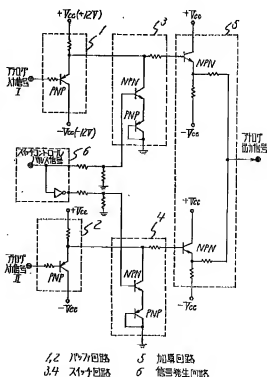 +Vcc(+12V)
1
3
+Vcc
5
NPN
アナログ
入力信号
I
PNP
NPN
-Vcc(-12V)
PNP
-Vcc
アナログ
出力信号
スイッチコントロール
パルス信号
6
+Vcc
2
4
+Vcc
NPN
NPN
アナログ
入力信号
II
PNP
PNP
-Vcc
-Vcc
1,2 バッファ回路 5 加算回路
3,4 スイッチ回路 6 信号発生回路